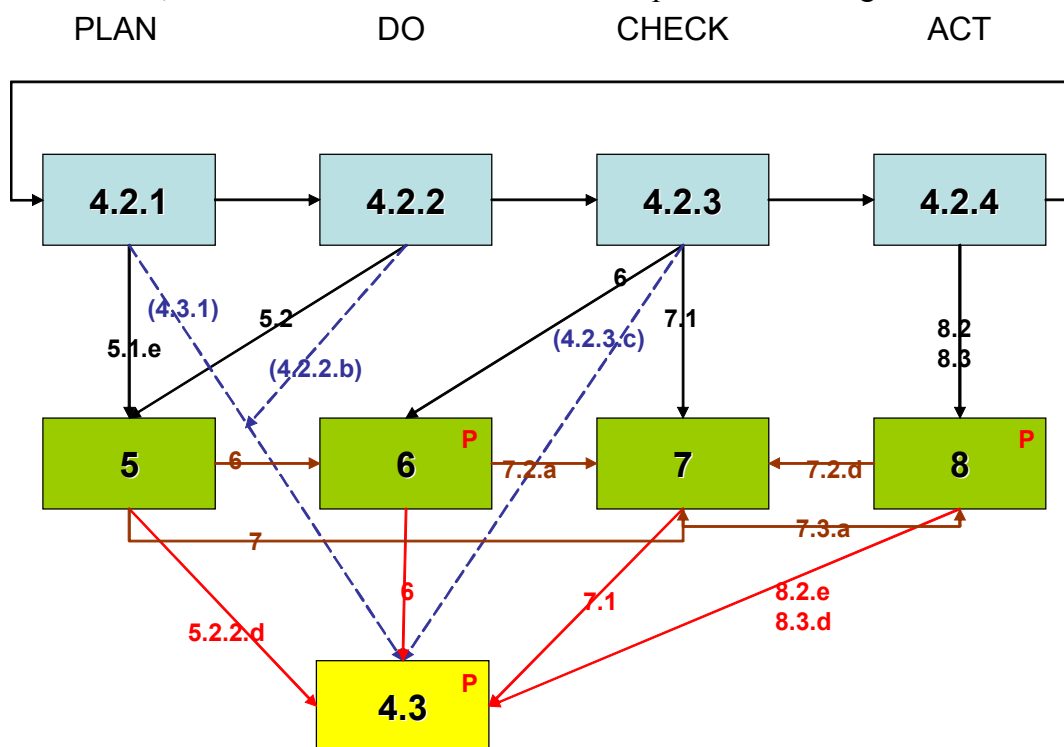 PLAN DO CHECK ACT
4.2.1 4.2.2 4.2.3 4.2.4
6
(4.3.1) 5.2 7.1
(4.2.3.c) 8.2
5.1.e 8.3
(4.2.2.b)
P P
5 6 6 7.2.a 7 7.2.d 8
7 7.3.a
6 7.1 8.2.e
5.2.2.d 8.3.d
P
4.3